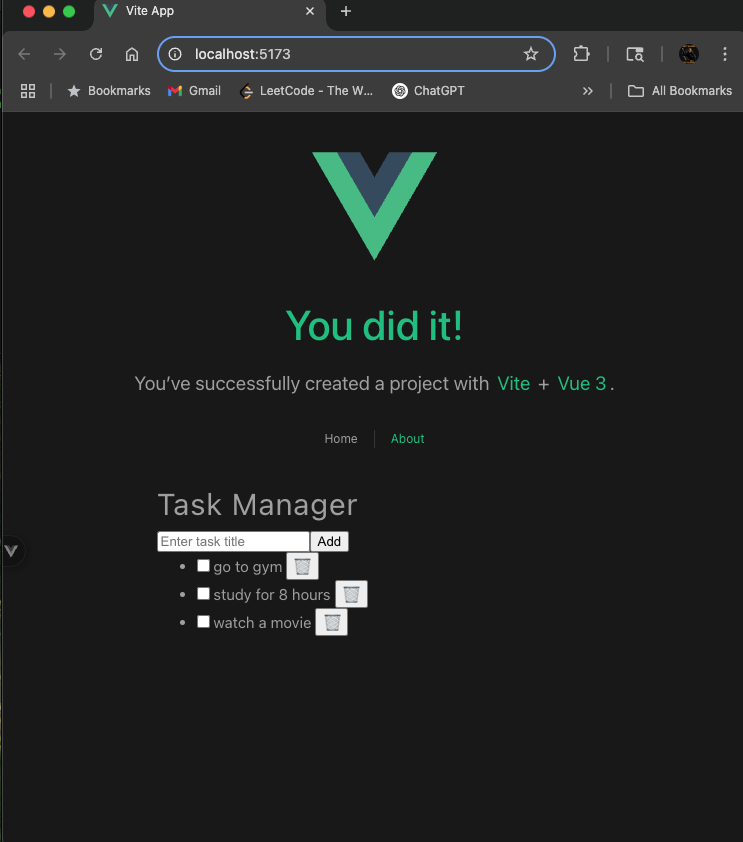 Vite App
localhost:5173
Bookmarks Gmail LeetCode - The W... ChatGPT » All Bookmarks
You did it!
You’ve successfully created a project with Vite + Vue 3.
Home About
Task Manager
Enter task title Add
go to gym
study for 8 hours
watch a movie